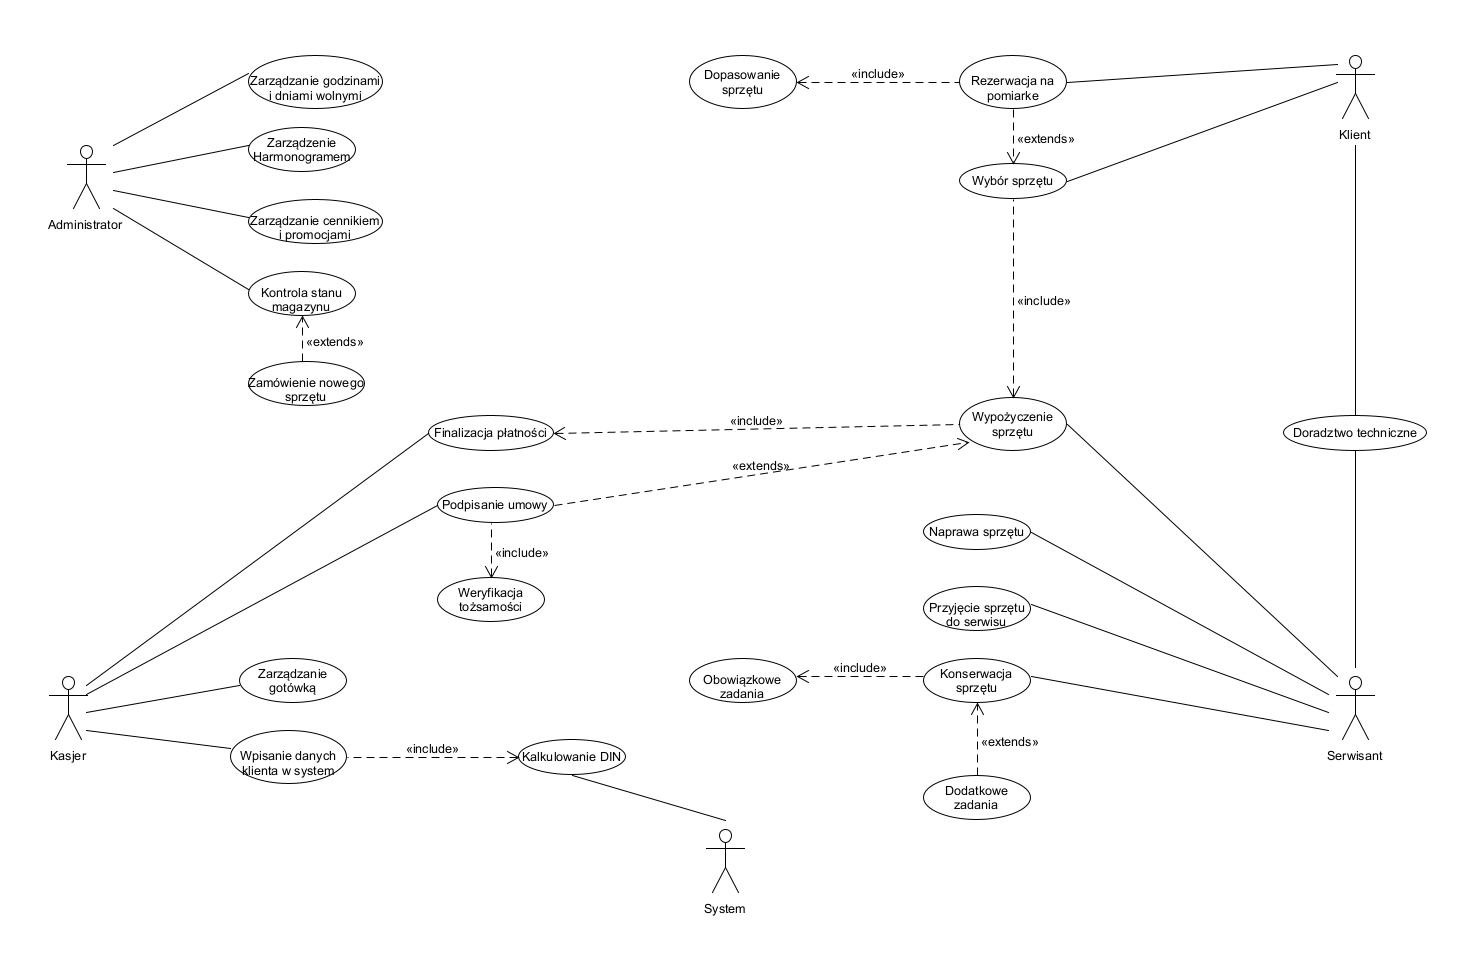 Zarządzanie godzinami
i dniami wolnymi
Zarządzenie
Harmonogramem
Administrator
Zarządzanie cennikiem
i promocjami
Kontrola stanu
magazynu
«extends»
Zamówienie nowego
sprzętu
Dopasowanie
sprzętu
«include»
Rezerwacja na
pomiarke
«extends»
Wybór sprzętu
Klient
«include»
Finalizacja płatności
«include»
Wypożyczenie
sprzętu
Doradztwo techniczne
«extends»
Podpisanie umowy
«include»
Weryfikacja
tożsamości
Naprawa sprzętu
Przyjęcie sprzętu
do serwisu
Zarządzanie
gotówką
Kasjer
Wpisanie danych
klienta w system
«include»
Kalkulowanie DIN
System
Obowiązkowe
zadania
«include»
Konserwacja
sprzętu
«extends»
Dodatkowe
zadania
Serwisant